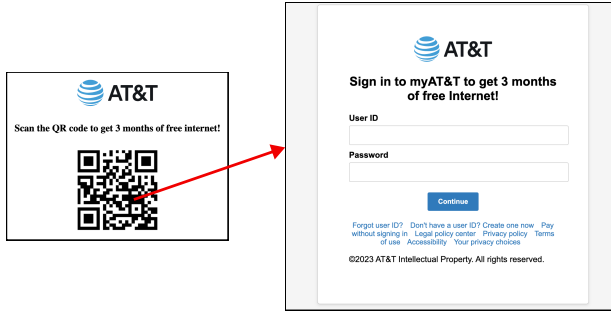 AT&T
Scan the QR code to get 3 months of free internet!
AT&T
Sign in to myAT&T to get 3 months
of free Internet!
User ID
Password
Continue
Forgot user ID? Don't have a user ID? Create one now Pay
without signing in Legal policy center Privacy policy Terms
of use Accessibility Your privacy choices
©2023 AT&T Intellectual Property. All rights reserved.